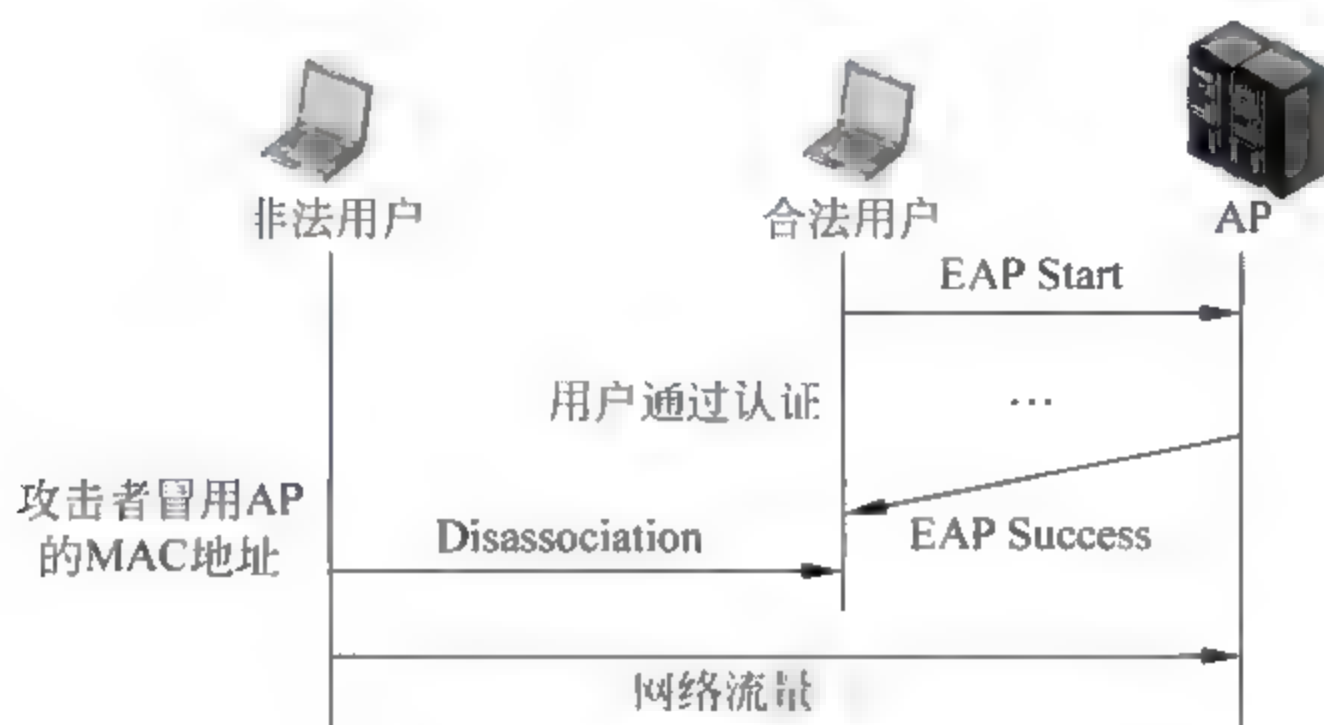 非法用户
合法用户
AP
EAP Start
用户通过认证
…
攻击者冒用AP
的MAC地址
Disassociation
EAP Success
网络流量